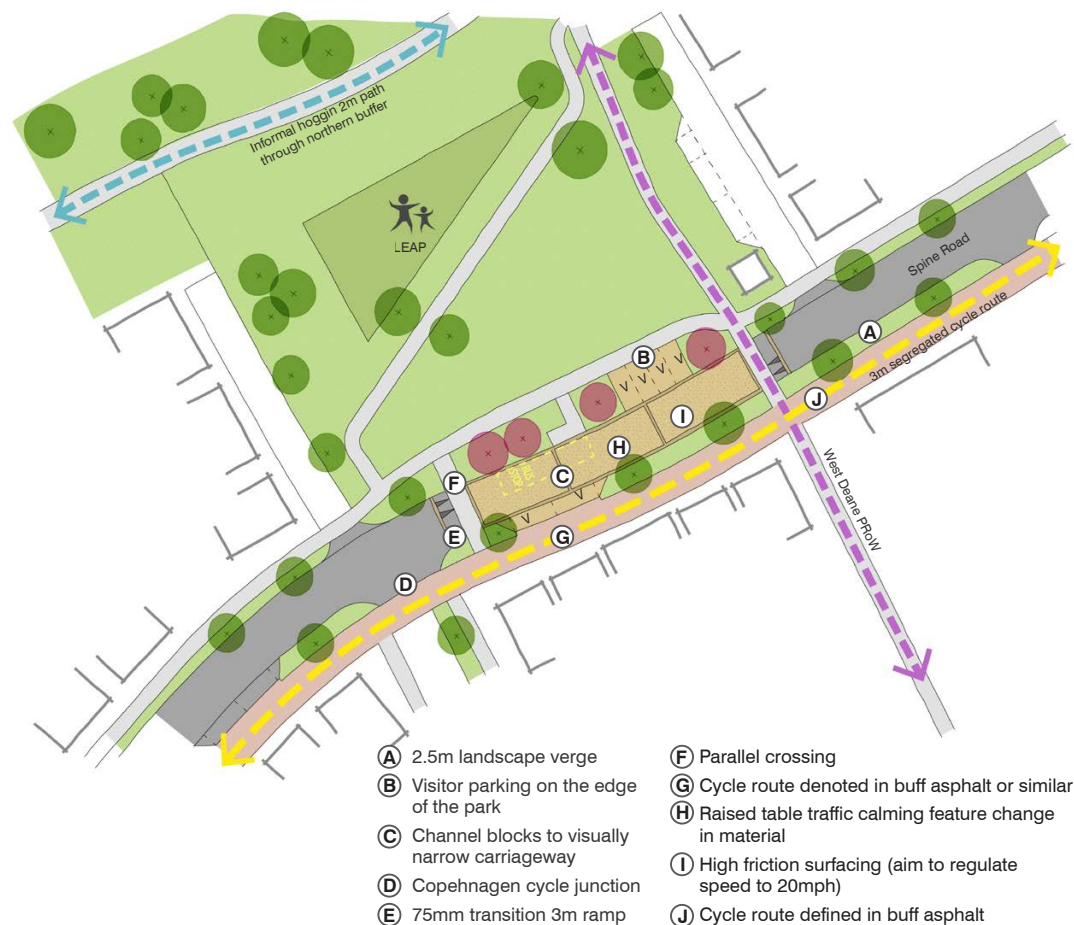 Informal hoggin 2m path
through northern buffer
LEAP
Spine Road
3m segregated cycle route
West Deane PRoW
BUS
STOP
A
B
C
D
E
F
G
H
I
J
V V V V
V V
V
A 2.5m landscape verge
B Visitor parking on the edge
of the park
C Channel blocks to visually
narrow carriageway
D Copehnagen cycle junction
E 75mm transition 3m ramp
F Parallel crossing
G Cycle route denoted in buff asphalt or similar
H Raised table traffic calming feature change
in material
I High friction surfacing (aim to regulate
speed to 20mph)
J Cycle route defined in buff asphalt